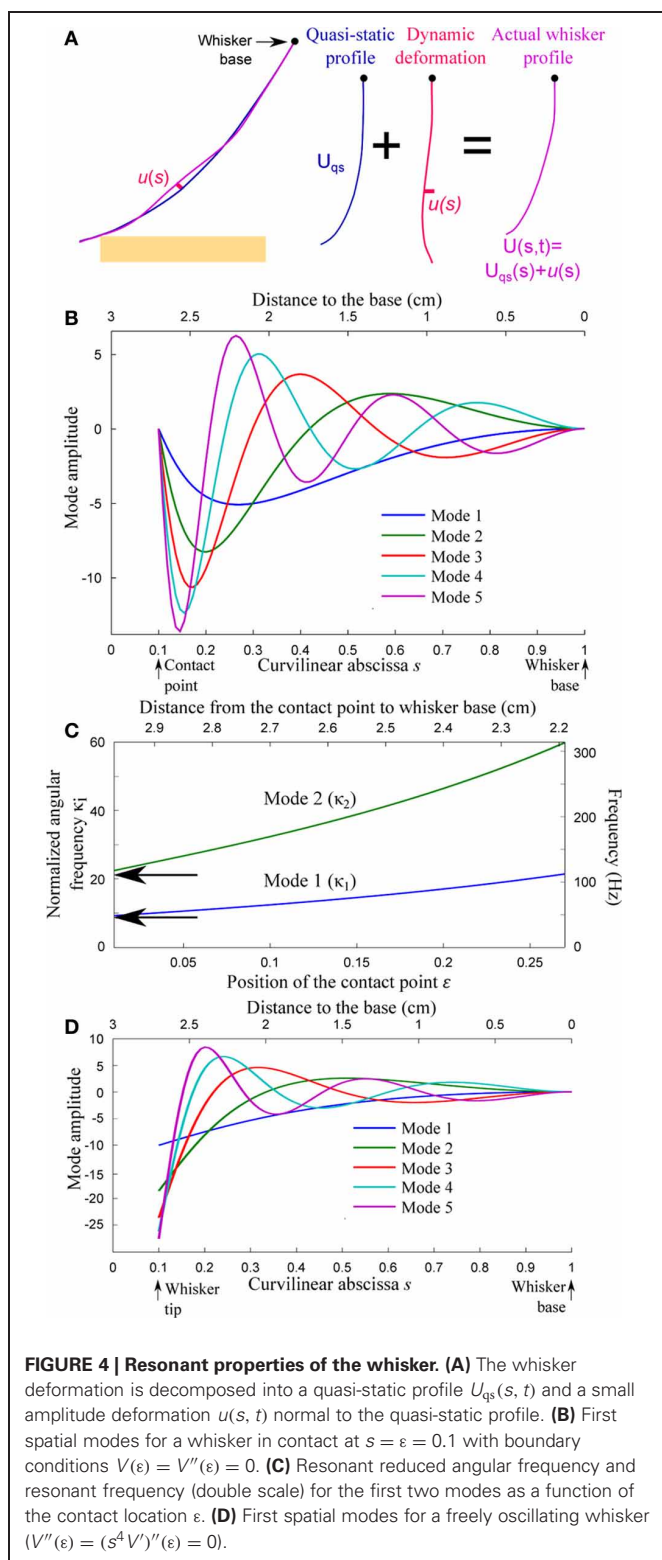 A
Whisker
base
Quasi-static
profile
Dynamic
deformation
Actual whisker
profile
u(s)
U_qs
+
u(s)
=
U(s,t)=
U_qs(s)+u(s)
B
Distance to the base (cm)
3 2.5 2 1.5 1 0.5 0
Mode amplitude
5
0
-5
-10
Mode 1
Mode 2
Mode 3
Mode 4
Mode 5
0 0.1 0.2 0.3 0.4 0.5 0.6 0.7 0.8 0.9 1
Contact
point
Curvilinear abscissa s
Whisker
base
C
Distance from the contact point to whisker base (cm)
2.9 2.8 2.7 2.6 2.5 2.4 2.3 2.2
Normalized angular
frequency κi
60
40
20
0
Mode 2 (κ2)
Mode 1 (κ1)
300
200
100
0
Frequency (Hz)
0.05 0.1 0.15 0.2 0.25
Position of the contact point ε
D
Distance to the base (cm)
3 2.5 2 1.5 1 0.5 0
Mode amplitude
10
5
0
-5
-10
-15
-20
-25
Mode 1
Mode 2
Mode 3
Mode 4
Mode 5
0 0.1 0.2 0.3 0.4 0.5 0.6 0.7 0.8 0.9 1
Whisker
tip
Curvilinear abscissa s
Whisker
base
FIGURE 4 | Resonant properties of the whisker. (A) The whisker
deformation is decomposed into a quasi-static profile U_qs(s, t) and a small
amplitude deformation u(s, t) normal to the quasi-static profile. (B) First
spatial modes for a whisker in contact at s = ε = 0.1 with boundary
conditions V(ε) = V″(ε) = 0. (C) Resonant reduced angular frequency and
resonant frequency (double scale) for the first two modes as a function of
the contact location ε. (D) First spatial modes for a freely oscillating whisker
(V″(ε) = (s⁴V′)″(ε) = 0).